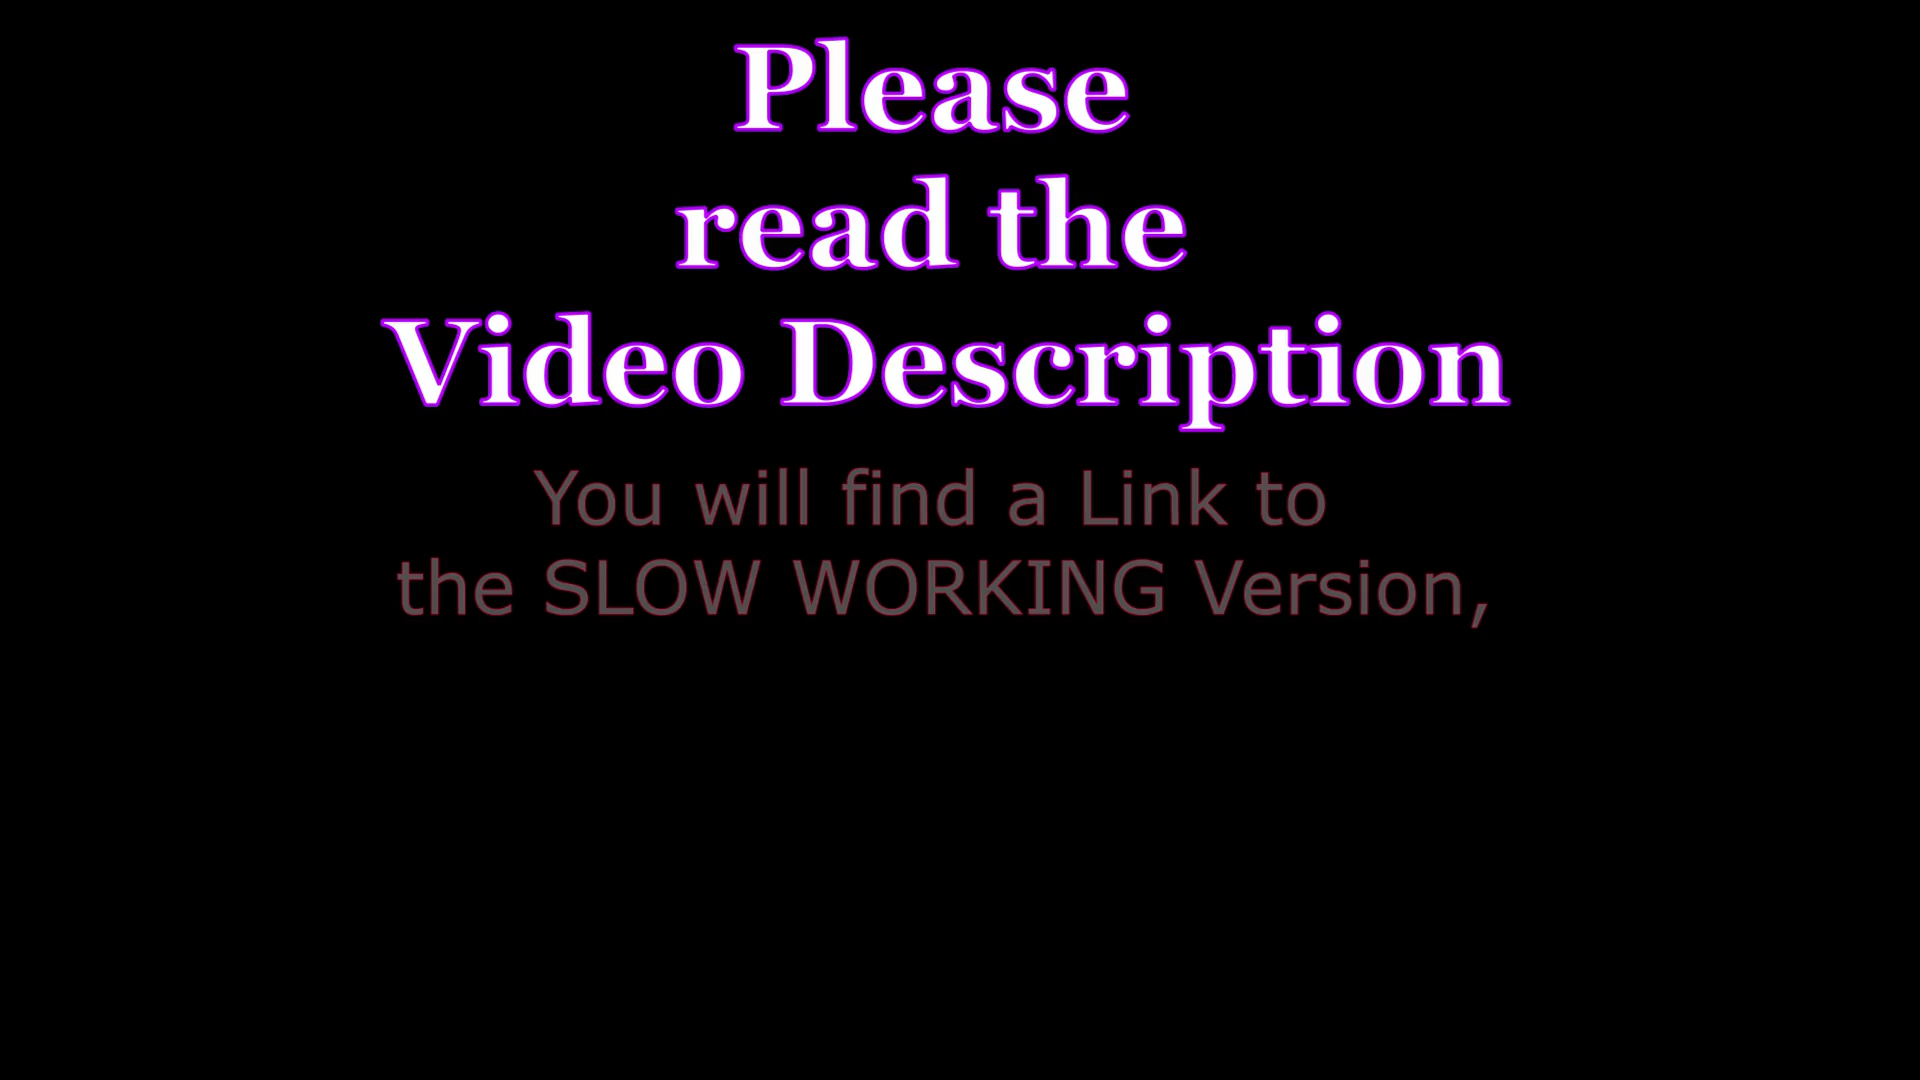 Please
read the
Video Description
You will find a Link to
the SLOW WORKING Version,